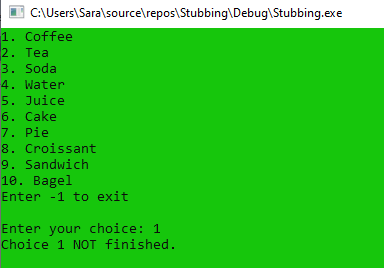 C:\Users\Sara\source\repos\Stubbing\Debug\Stubbing.exe
1. Coffee
2. Tea
3. Soda
4. Water
5. Juice
6. Cake
7. Pie
8. Croissant
9. Sandwich
10. Bagel
Enter -1 to exit
Enter your choice: 1
Choice 1 NOT finished.